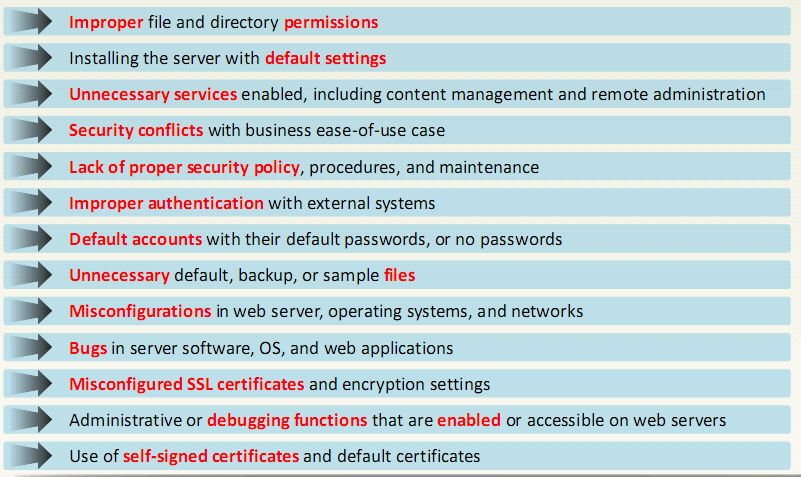 Improper file and directory permissions
Installing the server with default settings
Unnecessary services enabled, including content management and remote administration
Security conflicts with business ease-of-use case
Lack of proper security policy, procedures, and maintenance
Improper authentication with external systems
Default accounts with their default passwords, or no passwords
Unnecessary default, backup, or sample files
Misconfigurations in web server, operating systems, and networks
Bugs in server software, OS, and web applications
Misconfigured SSL certificates and encryption settings
Administrative or debugging functions that are enabled or accessible on web servers
Use of self-signed certificates and default certificates